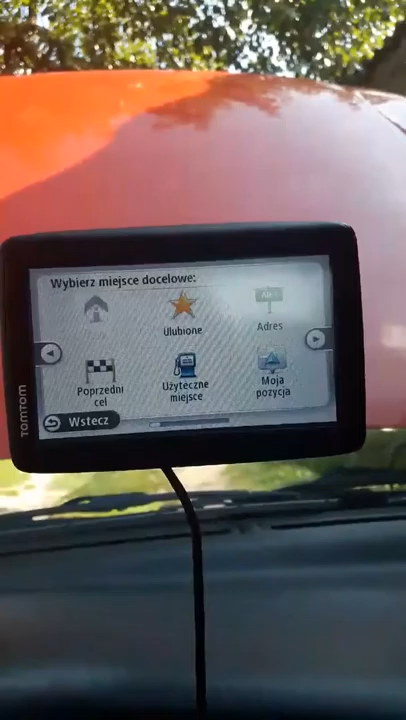 Wybierz miejsce docelowe:
Ulubione
Adres
Poprzedni
cel
Użyteczne
miejsce
Moja
pozycja
Wstecz
TOMTOM